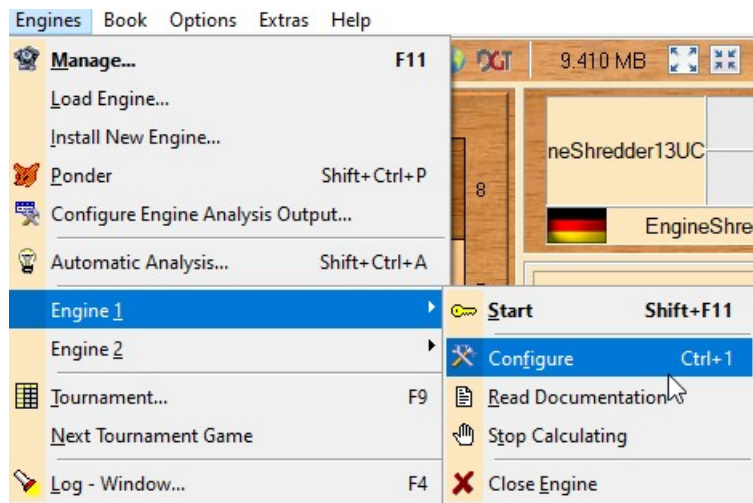 Engines Book Options Extras Help
Manage... F11
DGT 9.410 MB
Load Engine...
Install New Engine...
neShredder13UC
Ponder Shift+Ctrl+P
8
Configure Engine Analysis Output...
EngineShre
Automatic Analysis... Shift+Ctrl+A
Engine 1
Start Shift+F11
Engine 2
Configure Ctrl+1
Tournament... F9
Read Documentation
Next Tournament Game
Stop Calculating
Log - Window... F4
Close Engine